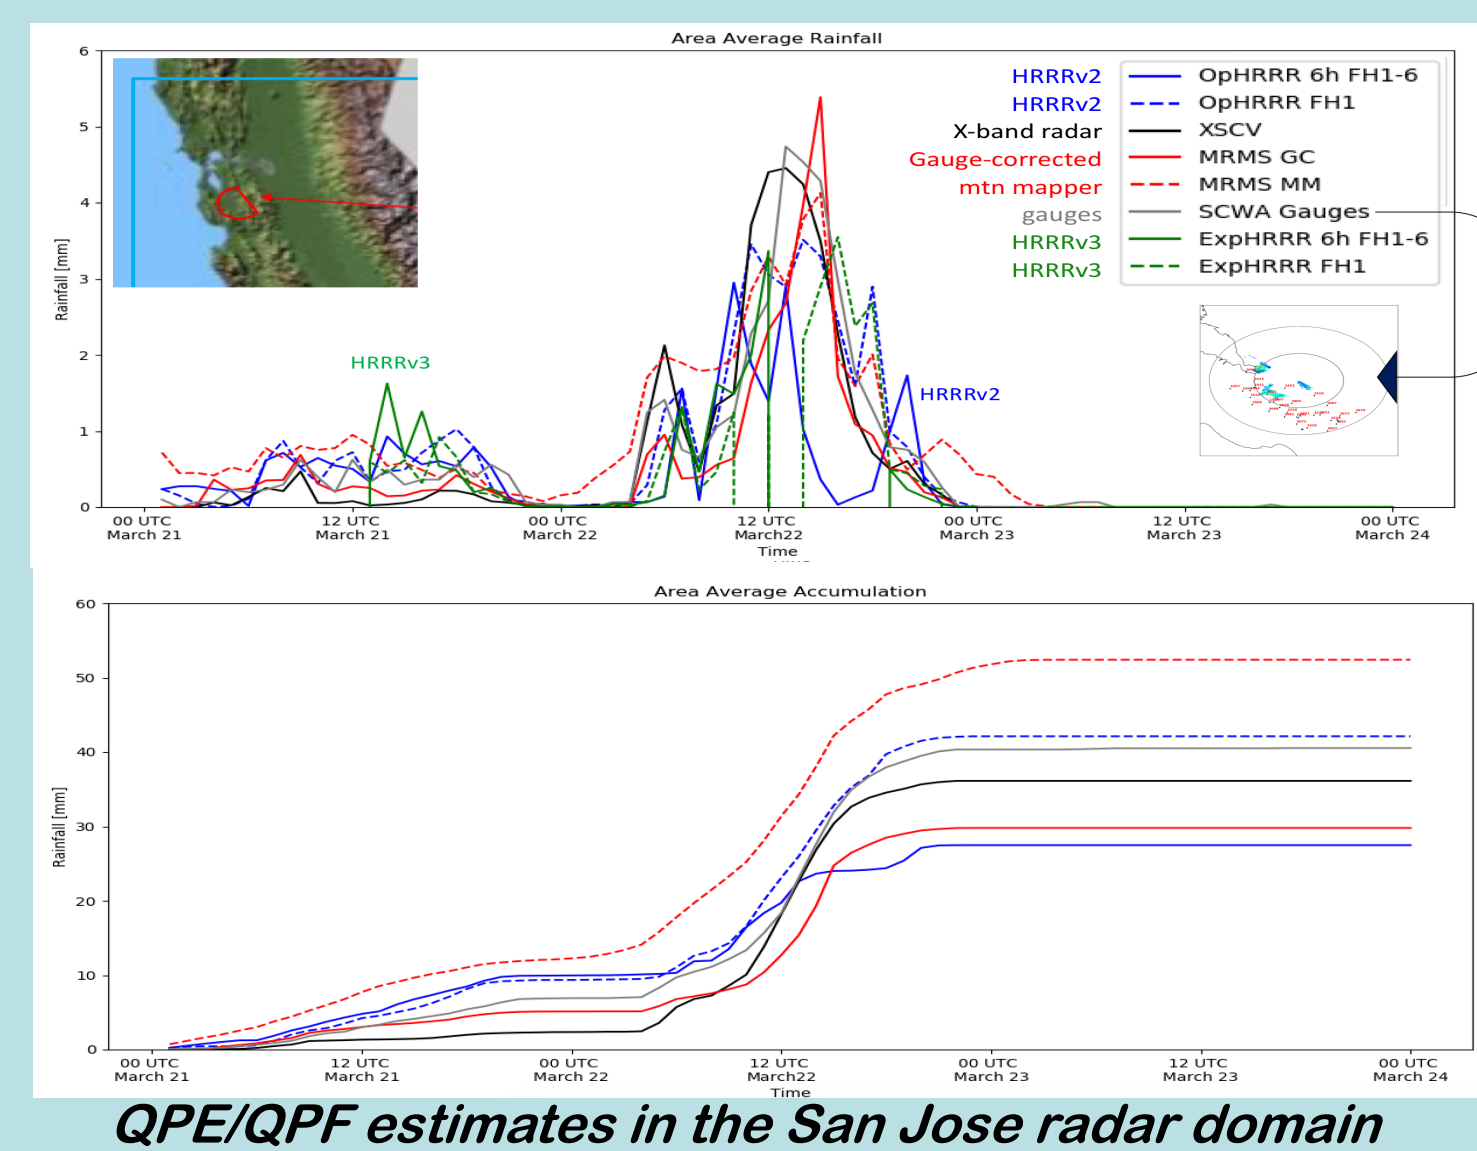 Area Average Rainfall
6
5
4
3
2
1
0
Rainfall [mm]
HRRRv2 OpHRRR 6h FH1-6
HRRRv2 OpHRRR FH1
X-band radar XSCV
Gauge-corrected MRMS GC
mtn mapper MRMS MM
gauges SCWA Gauges
HRRRv3 ExpHRRR 6h FH1-6
HRRRv3 ExpHRRR FH1
HRRRv3
HRRRv2
00 UTC 12 UTC 00 UTC 12 UTC 00 UTC 12 UTC 00 UTC
March 21 March 21 March 22 March22 March 23 March 23 March 24
Time
Area Average Accumulation
60
50
40
30
20
10
0
Rainfall [mm]
00 UTC 12 UTC 00 UTC 12 UTC 00 UTC 12 UTC 00 UTC
March 21 March 21 March 22 March22 March 23 March 23 March 24
Time
QPE/QPF estimates in the San Jose radar domain